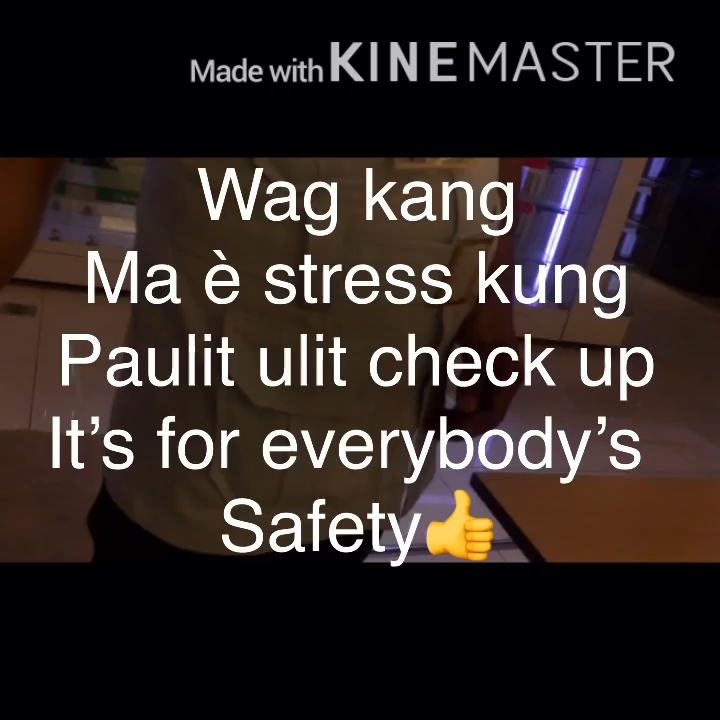 Made with KINEMASTER
Wag kang
Ma è stress kung
Paulit ulit check up
It’s for everybody’s
Safety👍